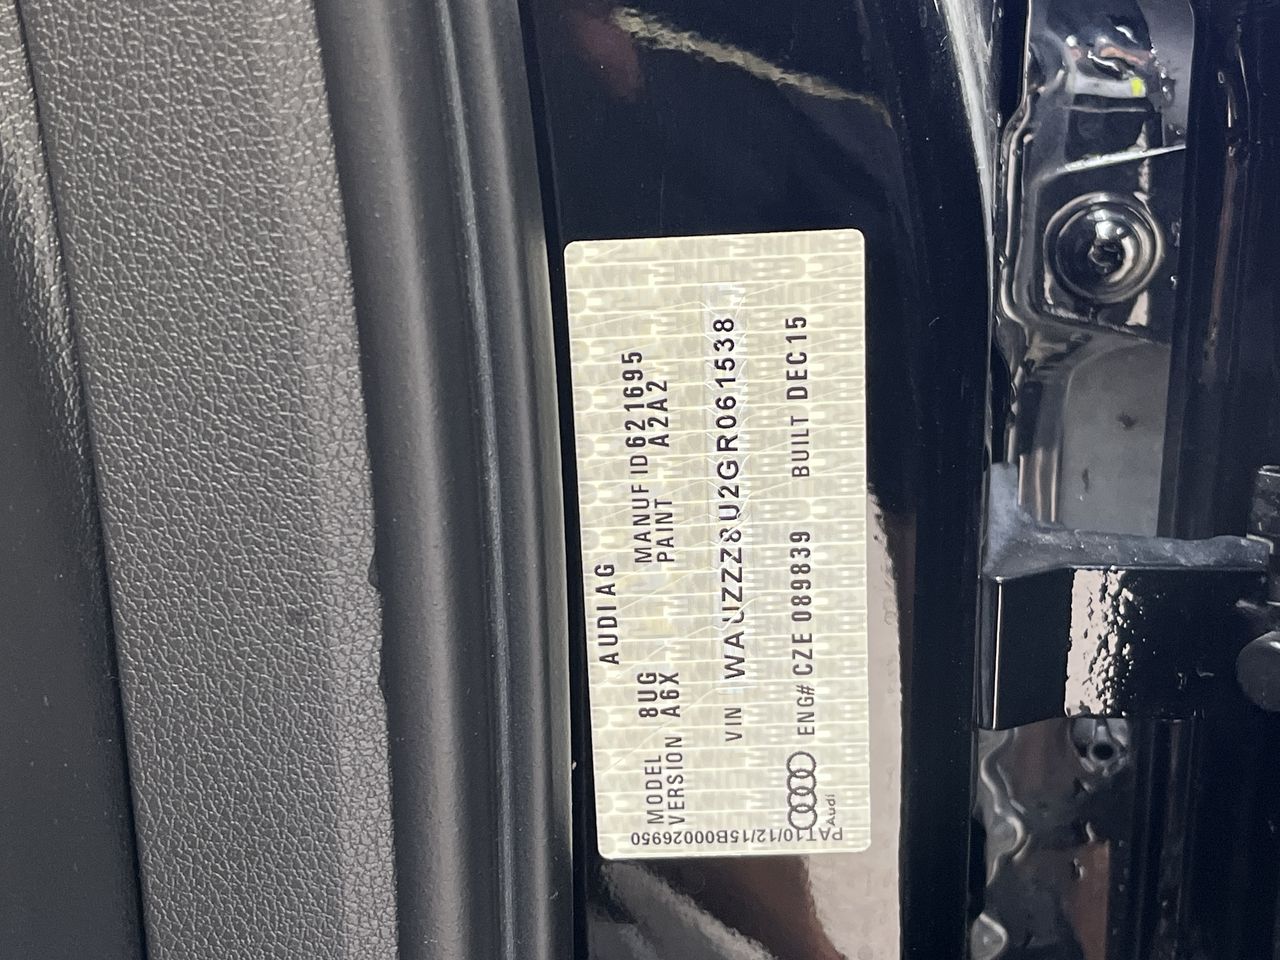 AUDI AG
MODEL 8UG MANUF ID 621695
VERSION A6X PAINT A2A2
VIN WAUZZZ8U2GR061538
ENG# CZE 089839 BUILT DEC15
Audi
PAT10/12/15B00026950